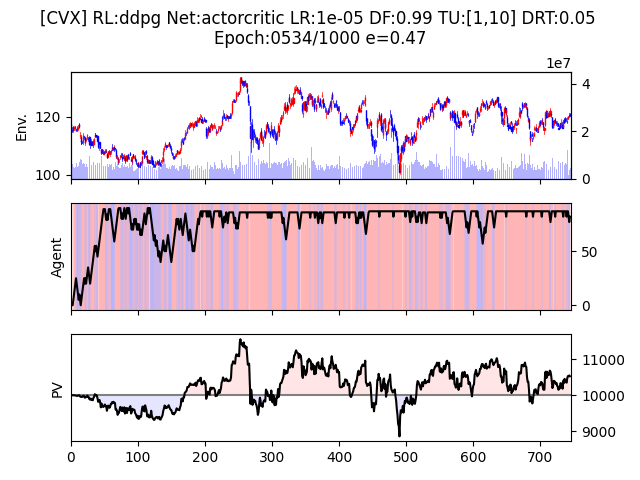 [CVX] RL:ddpg Net:actorcritic LR:1e-05 DF:0.99 TU:[1,10] DRT:0.05
Epoch:0534/1000 e=0.47
1e7
Env.
120
100
4
2
0
Agent
50
0
PV
11000
10000
9000
0 100 200 300 400 500 600 700